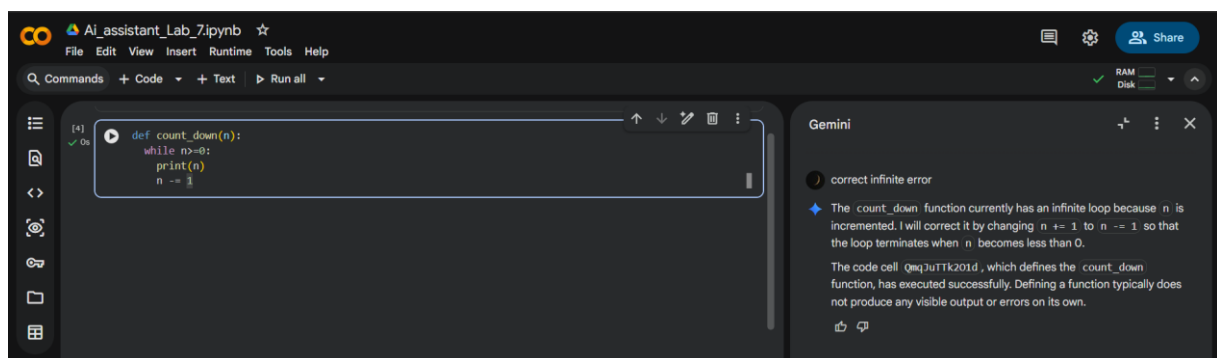 Ai_assistant_Lab_7.ipynb
File Edit View Insert Runtime Tools Help
Share
Commands + Code + Text Run all
RAM
Disk
[4]
0s
def count_down(n):
while n>=0:
print(n)
n -= 1
Gemini
correct infinite error
The count_down function currently has an infinite loop because n is
incremented. I will correct it by changing n += 1 to n -= 1 so that
the loop terminates when n becomes less than 0.
The code cell QmqJuTTk2O1d, which defines the count_down
function, has executed successfully. Defining a function typically does
not produce any visible output or errors on its own.